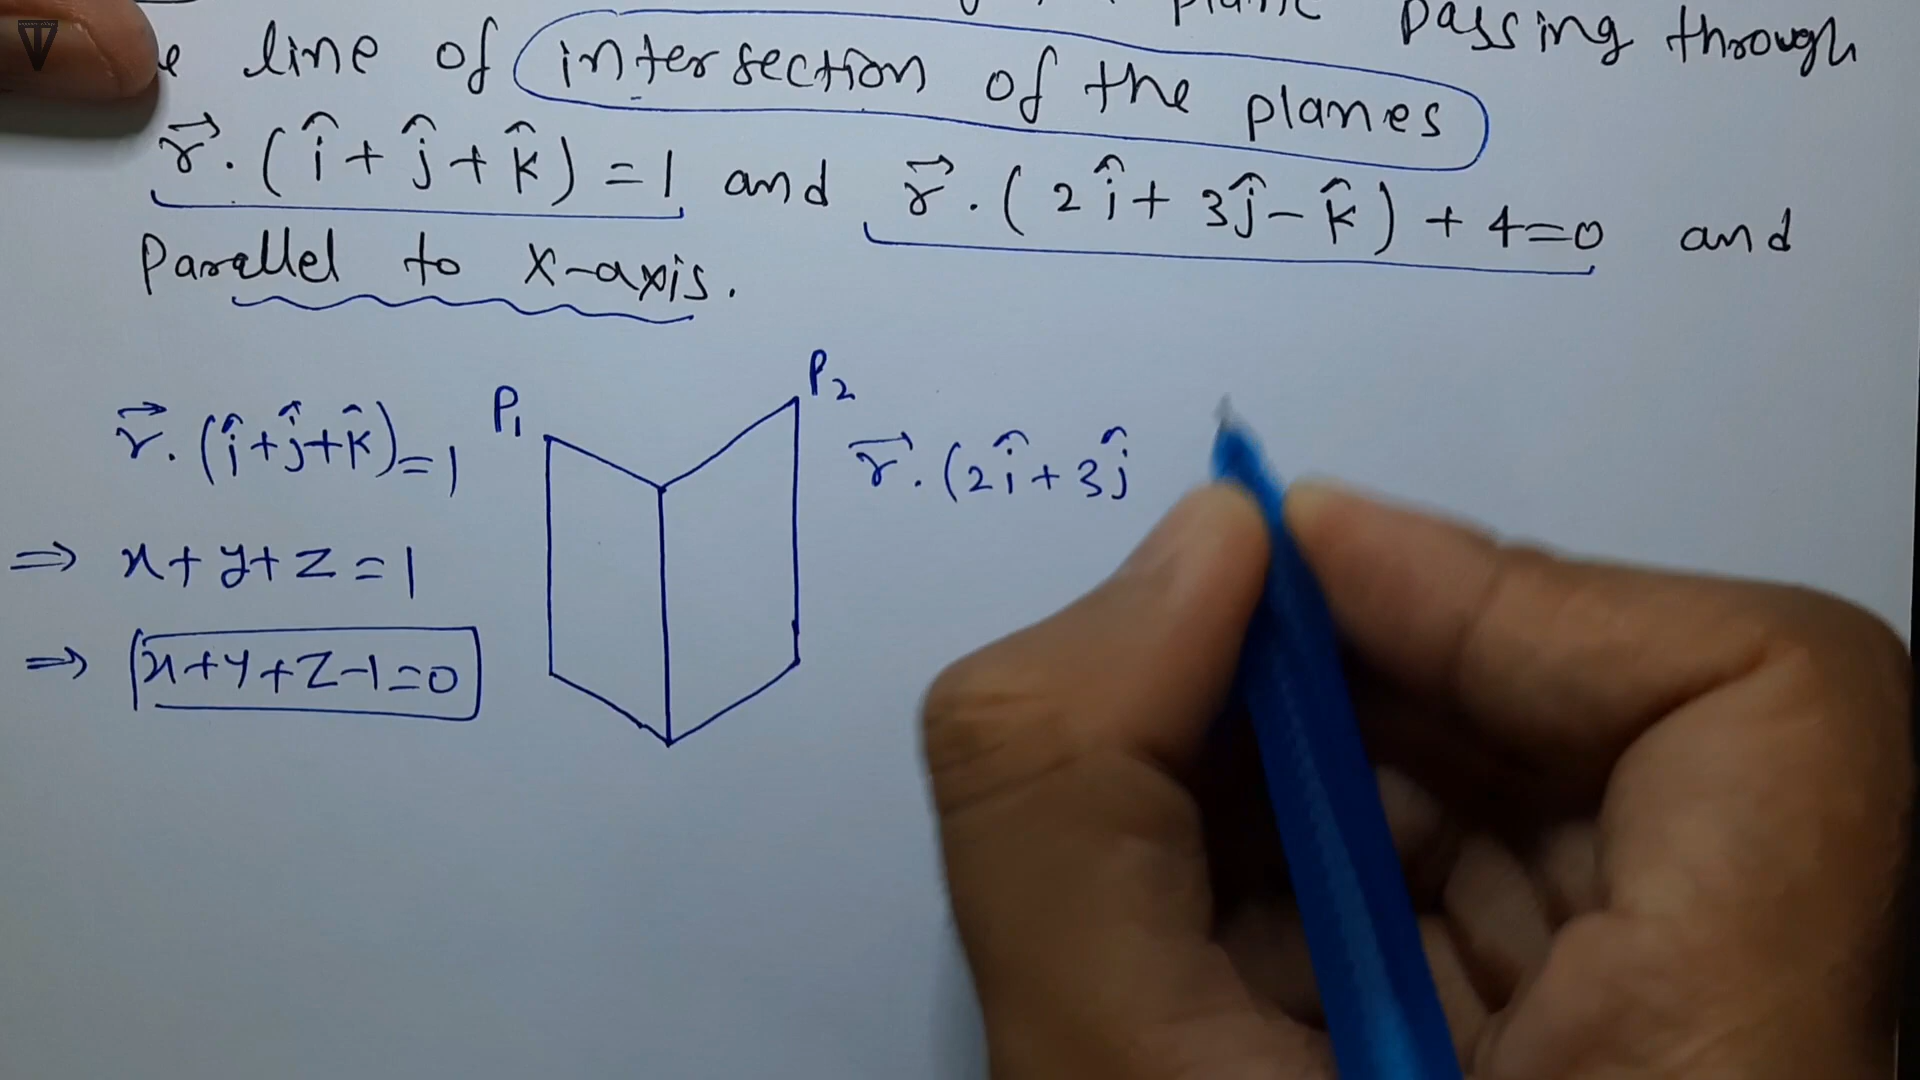 plane passing through
line of intersection of the planes
r⃗.(î+ĵ+k̂)=1 and r⃗.(2î+3ĵ-k̂)+4=0 and
Parallel to X-axis.
r⃗.(î+ĵ+k̂)=1
P₁
P₂
r⃗.(2î+3ĵ
⇒ x+y+z=1
⇒ x+y+z-1=0